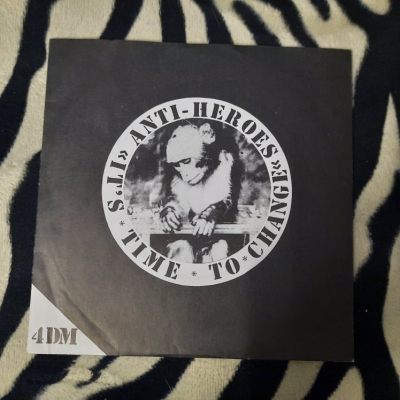 ANTI-HEROES
»IT'S * TIME * TO * CHANGE«
4DM